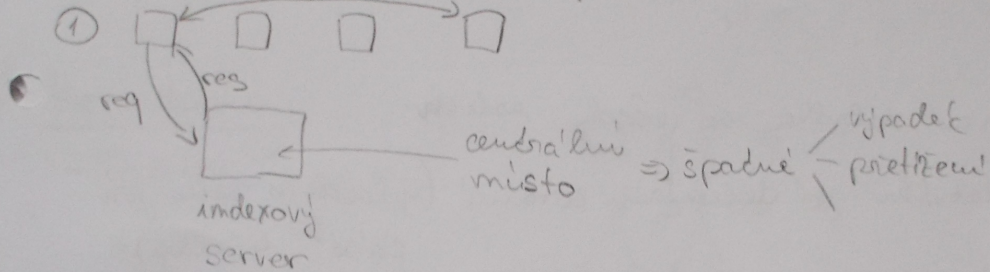 1
req
res
indexový
server
centrální
místo
=> špatné
výpadek
přetížení